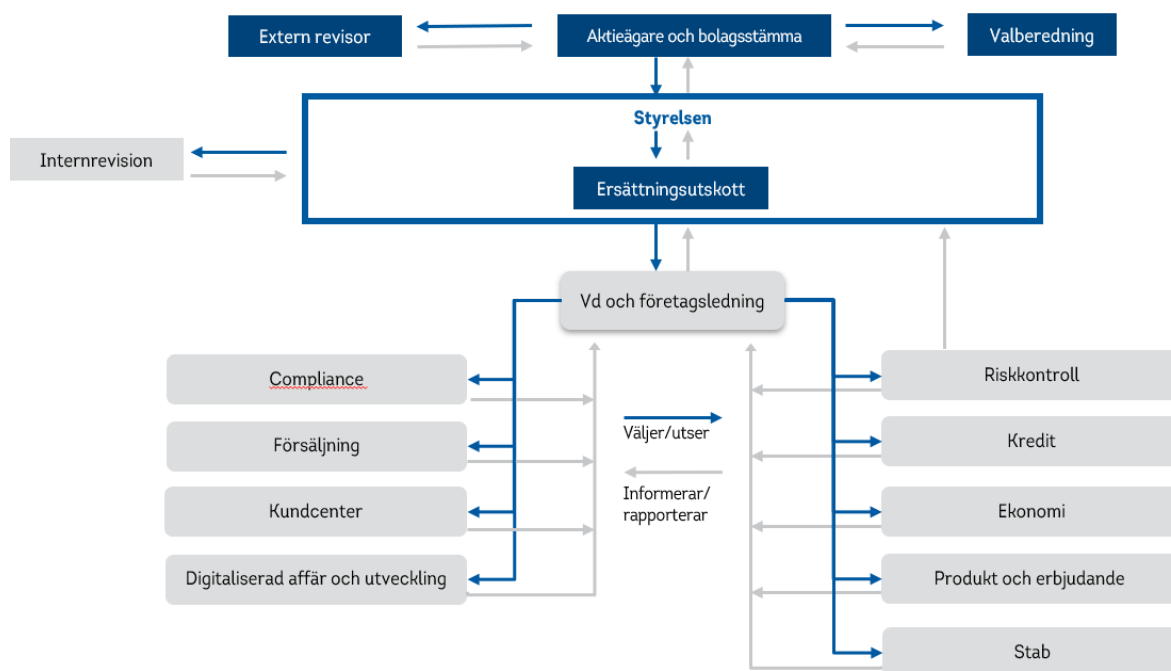 Extern revisor
Aktieägare och bolagsstämma
Valberedning
Styrelsen
Internrevision
Ersättningsutskott
Vd och företagsledning
Compliance
Riskkontroll
Väljer/utser
Försäljning
Kredit
Informerar/
rapporterar
Kundcenter
Ekonomi
Digitaliserad affär och utveckling
Produkt och erbjudande
Stab